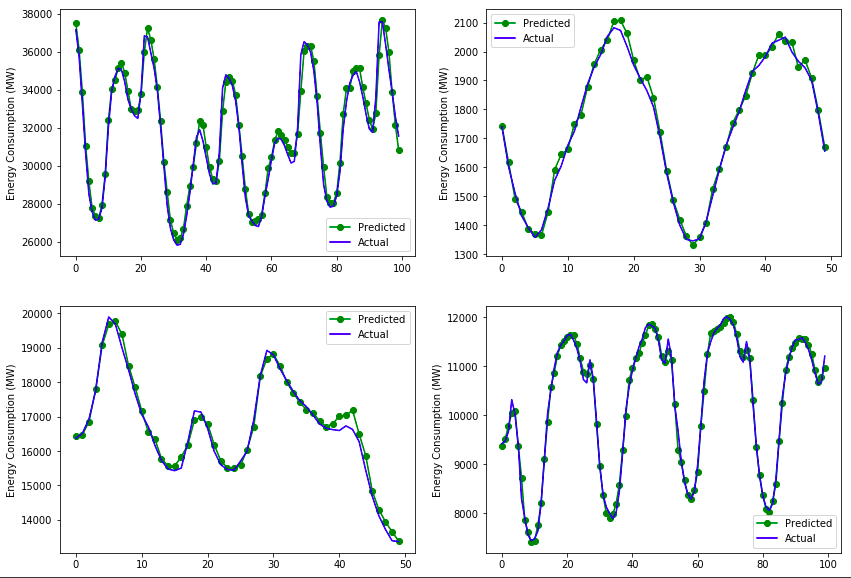 38000
36000
34000
32000
30000
28000
26000
Energy Consumption (MW)
0 20 40 60 80 100
Predicted
Actual
2100
2000
1900
1800
1700
1600
1500
1400
1300
Energy Consumption (MW)
0 10 20 30 40 50
Predicted
Actual
20000
19000
18000
17000
16000
15000
14000
Energy Consumption (MW)
0 10 20 30 40 50
Predicted
Actual
12000
11000
10000
9000
8000
Energy Consumption (MW)
0 20 40 60 80 100
Predicted
Actual